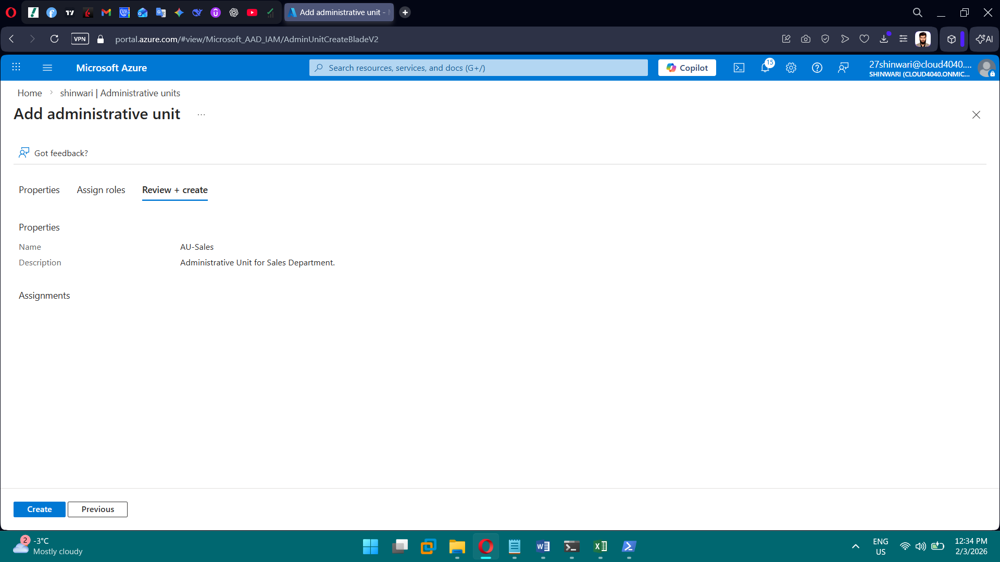 Add administrative unit -
VPN
portal.azure.com/#view/Microsoft_AAD_IAM/AdminUnitCreateBladeV2
AI
Microsoft Azure
Search resources, services, and docs (G+/)
Copilot
15
27shinwari@cloud4040....
SHINWARI (CLOUD4040.ONMIC...
Home > shinwari | Administrative units
Add administrative unit ...
Got feedback?
Properties Assign roles Review + create
Properties
Name AU-Sales
Description Administrative Unit for Sales Department.
Assignments
Create Previous
2
-3°C
Mostly cloudy
ENG
US
12:34 PM
2/3/2026